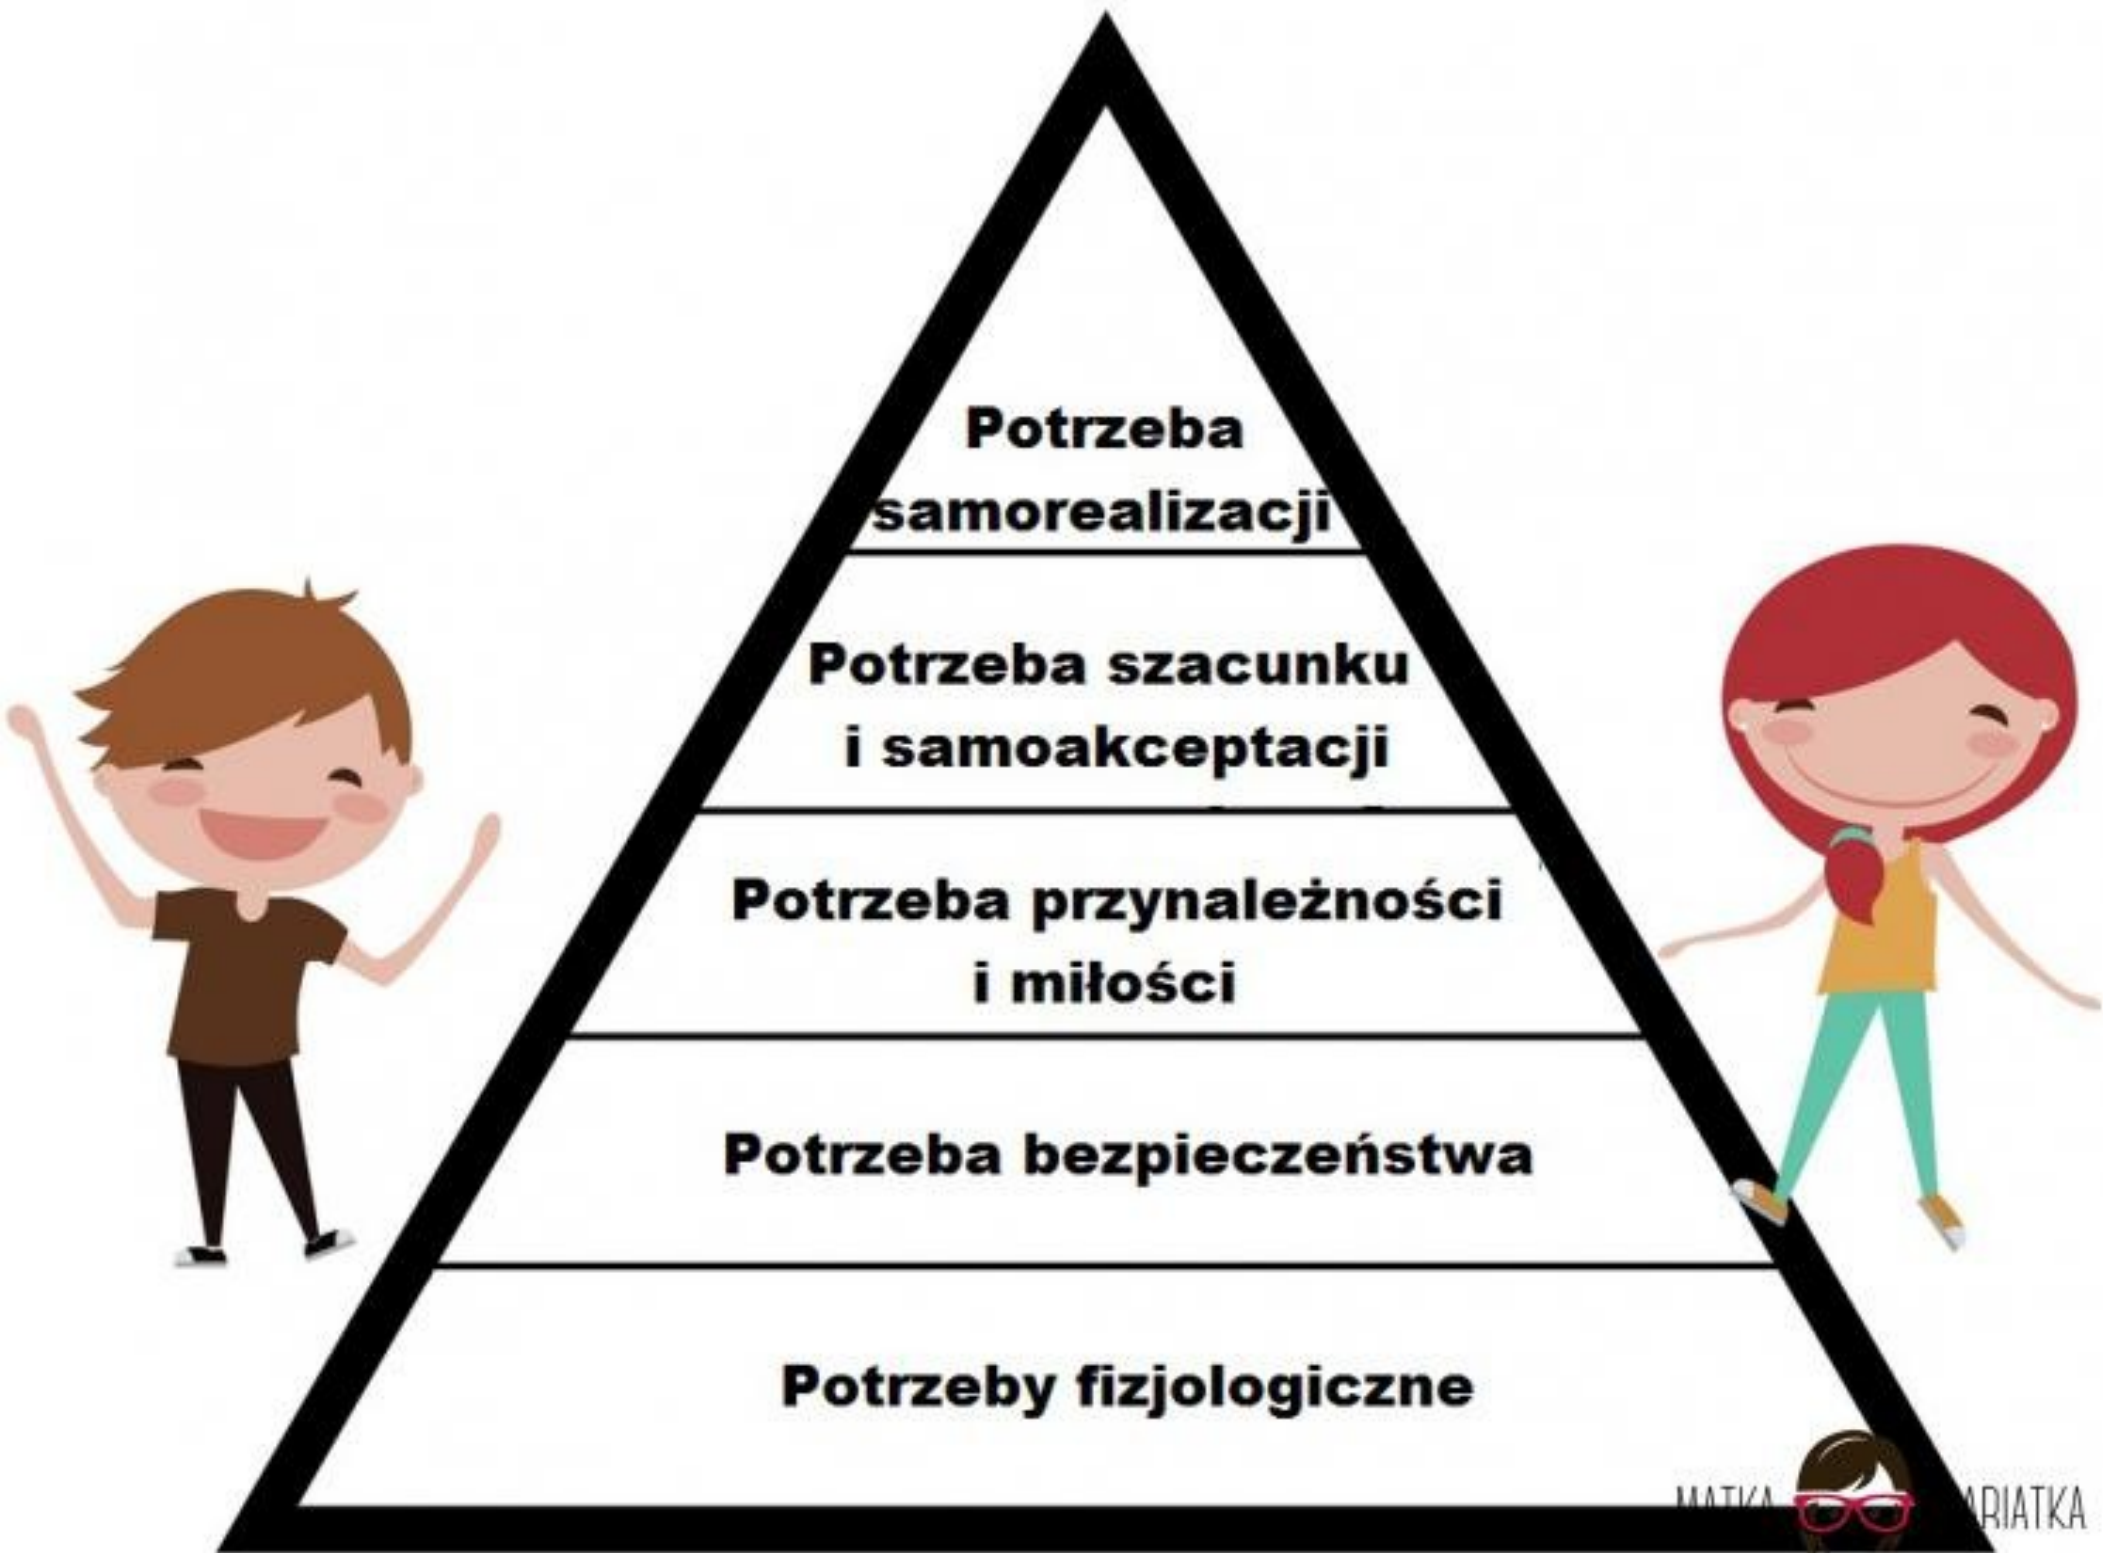 Potrzeba
samorealizacji
Potrzeba szacunku
i samoakceptacji
Potrzeba przynależności
i miłości
Potrzeba bezpieczeństwa
Potrzeby fizjologiczne
MATKA